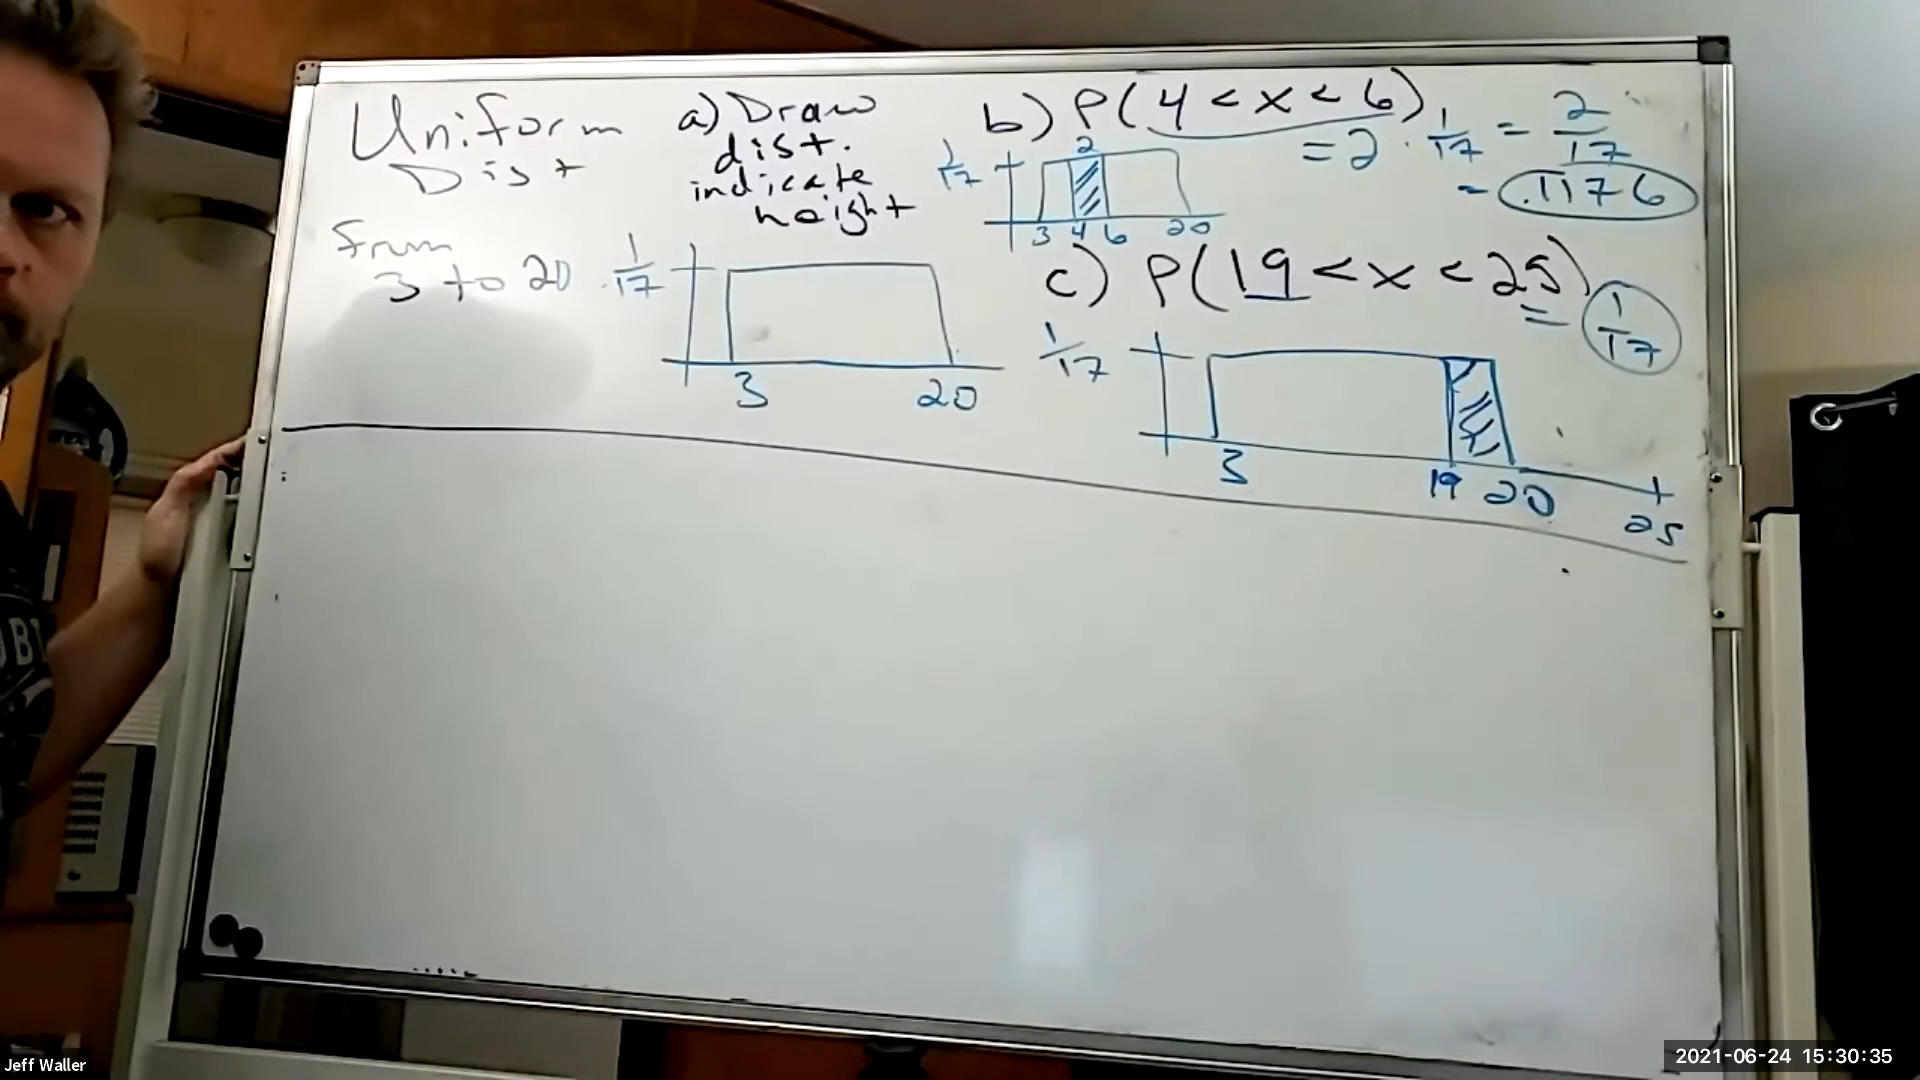 Uniform
Dist
from
3 to 20
a) Draw
dist.
indicate
height
1/17
3 20
b) P(4 < x < 6)
= 2 · 1/17 = 2/17
= .1176
1/17
2
3 4 6 20
c) P(19 < x < 25)
= 1/17
1/17
3 19 20 25
Jeff Waller
2021-06-24 15:30:35